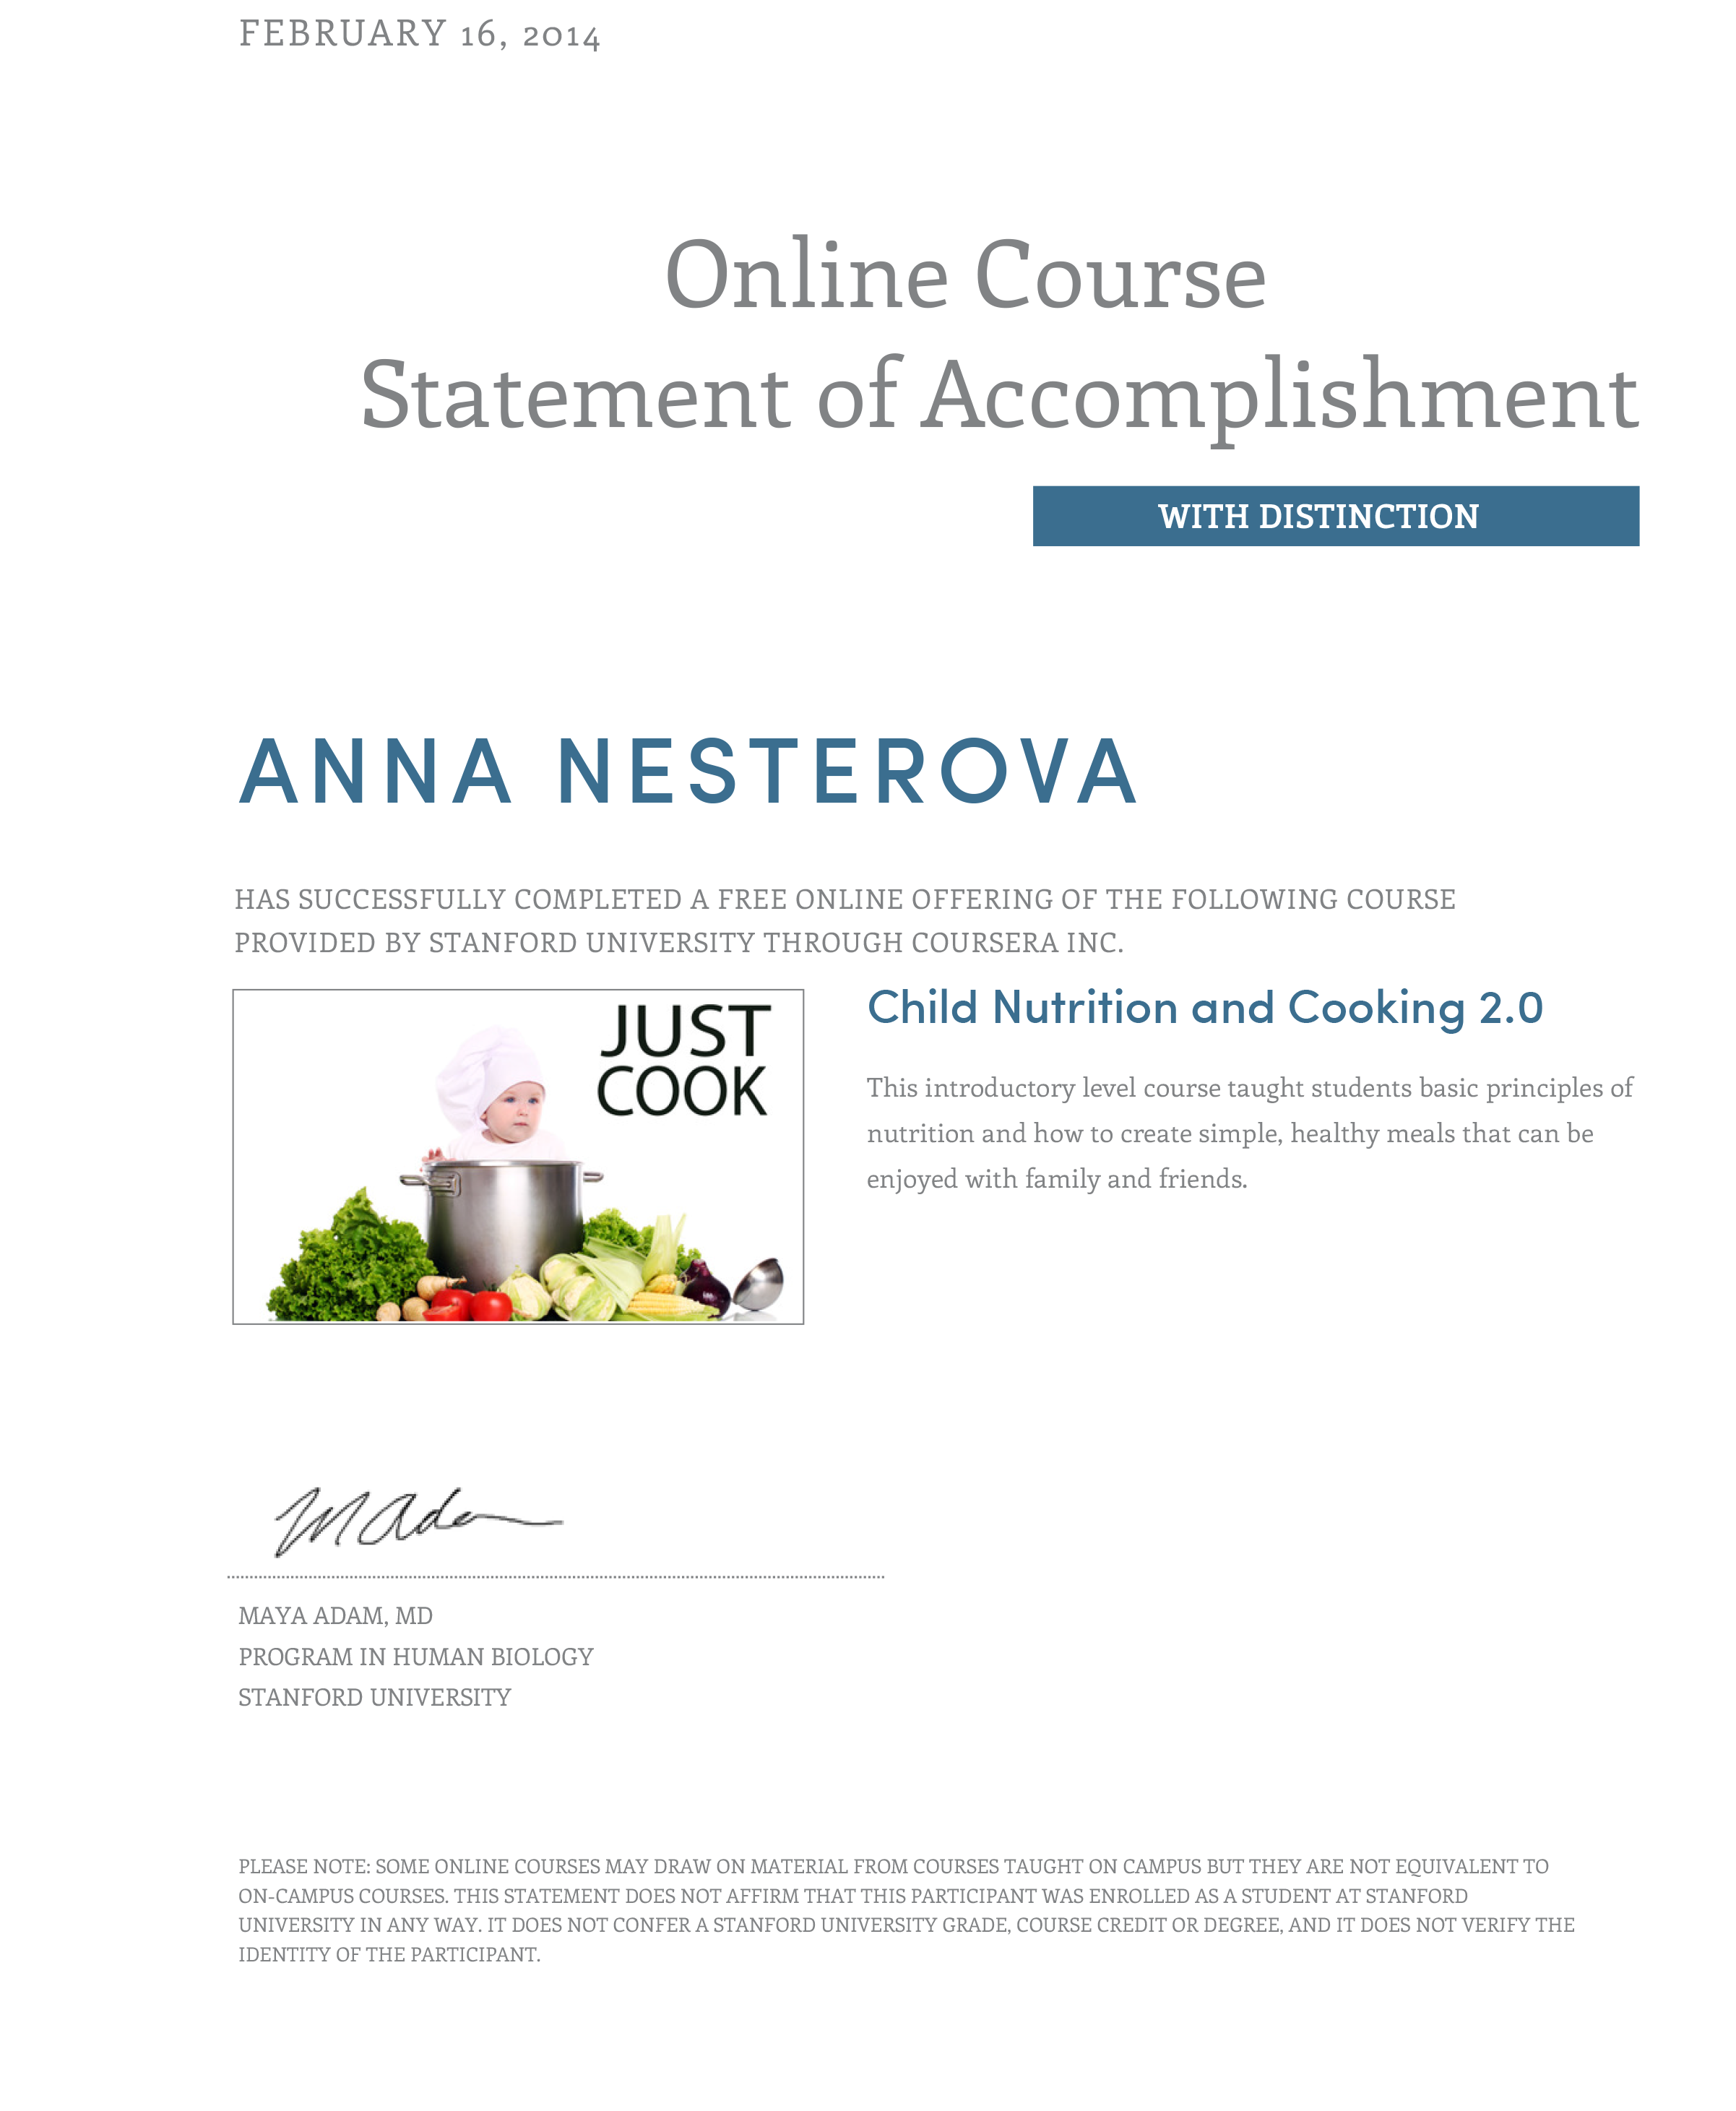 FEBRUARY 16, 2014
Online Course
Statement of Accomplishment
WITH DISTINCTION
ANNA NESTEROVA
HAS SUCCESSFULLY COMPLETED A FREE ONLINE OFFERING OF THE FOLLOWING COURSE
PROVIDED BY STANFORD UNIVERSITY THROUGH COURSERA INC.
JUST
COOK
Child Nutrition and Cooking 2.0
This introductory level course taught students basic principles of
nutrition and how to create simple, healthy meals that can be
enjoyed with family and friends.
M Adam
MAYA ADAM, MD
PROGRAM IN HUMAN BIOLOGY
STANFORD UNIVERSITY
PLEASE NOTE: SOME ONLINE COURSES MAY DRAW ON MATERIAL FROM COURSES TAUGHT ON CAMPUS BUT THEY ARE NOT EQUIVALENT TO
ON-CAMPUS COURSES. THIS STATEMENT DOES NOT AFFIRM THAT THIS PARTICIPANT WAS ENROLLED AS A STUDENT AT STANFORD
UNIVERSITY IN ANY WAY. IT DOES NOT CONFER A STANFORD UNIVERSITY GRADE, COURSE CREDIT OR DEGREE, AND IT DOES NOT VERIFY THE
IDENTITY OF THE PARTICIPANT.